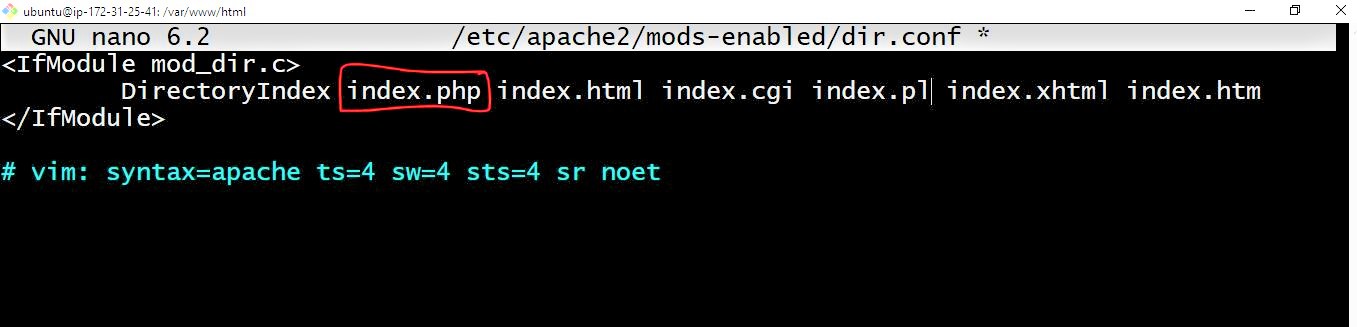 ubuntu@ip-172-31-25-41: /var/www/html
GNU nano 6.2 /etc/apache2/mods-enabled/dir.conf *
<IfModule mod_dir.c>
DirectoryIndex index.php index.html index.cgi index.pl index.xhtml index.htm
</IfModule>
# vim: syntax=apache ts=4 sw=4 sts=4 sr noet